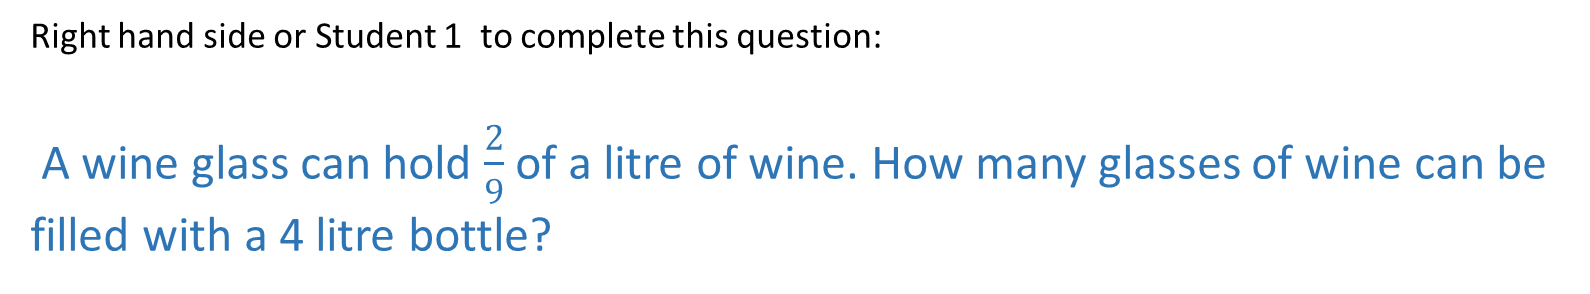 Right hand side or Student 1 to complete this question:
A wine glass can hold 2/9 of a litre of wine. How many glasses of wine can be
filled with a 4 litre bottle?